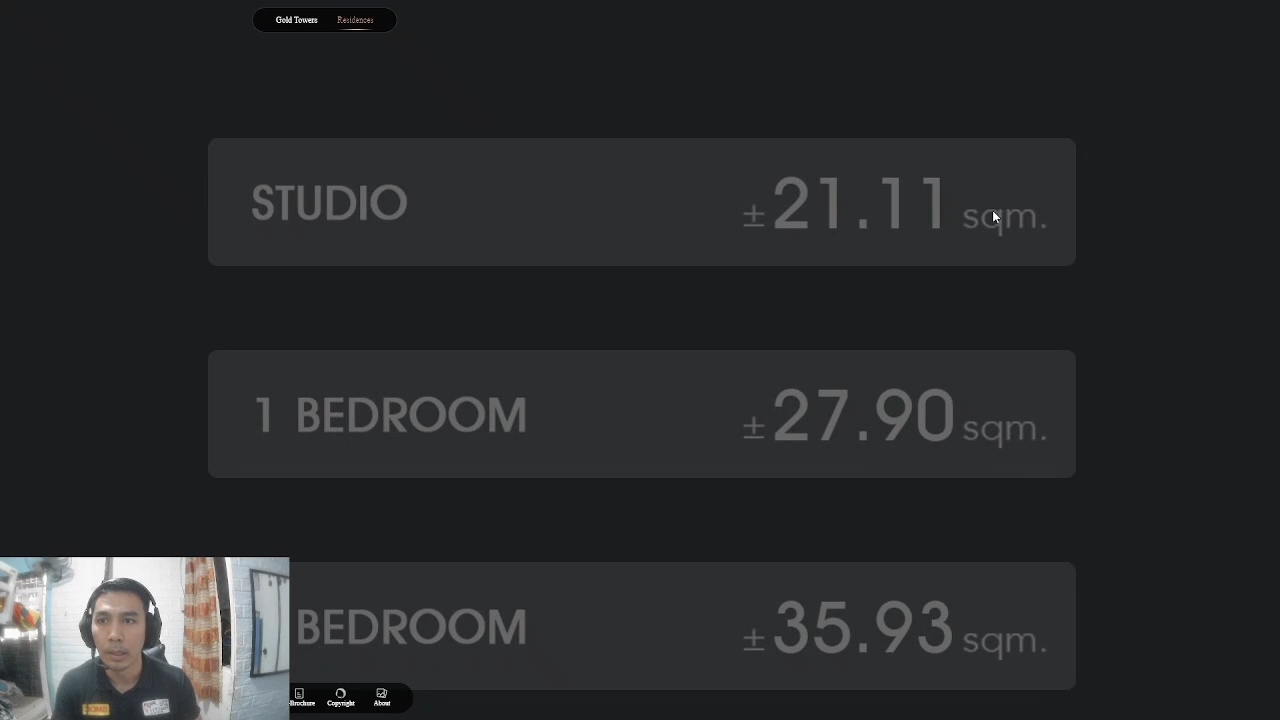 Gold Towers Residences
STUDIO ± 21.11 sqm.
1 BEDROOM ± 27.90 sqm.
BEDROOM ± 35.93 sqm.
Brochure Copyright About